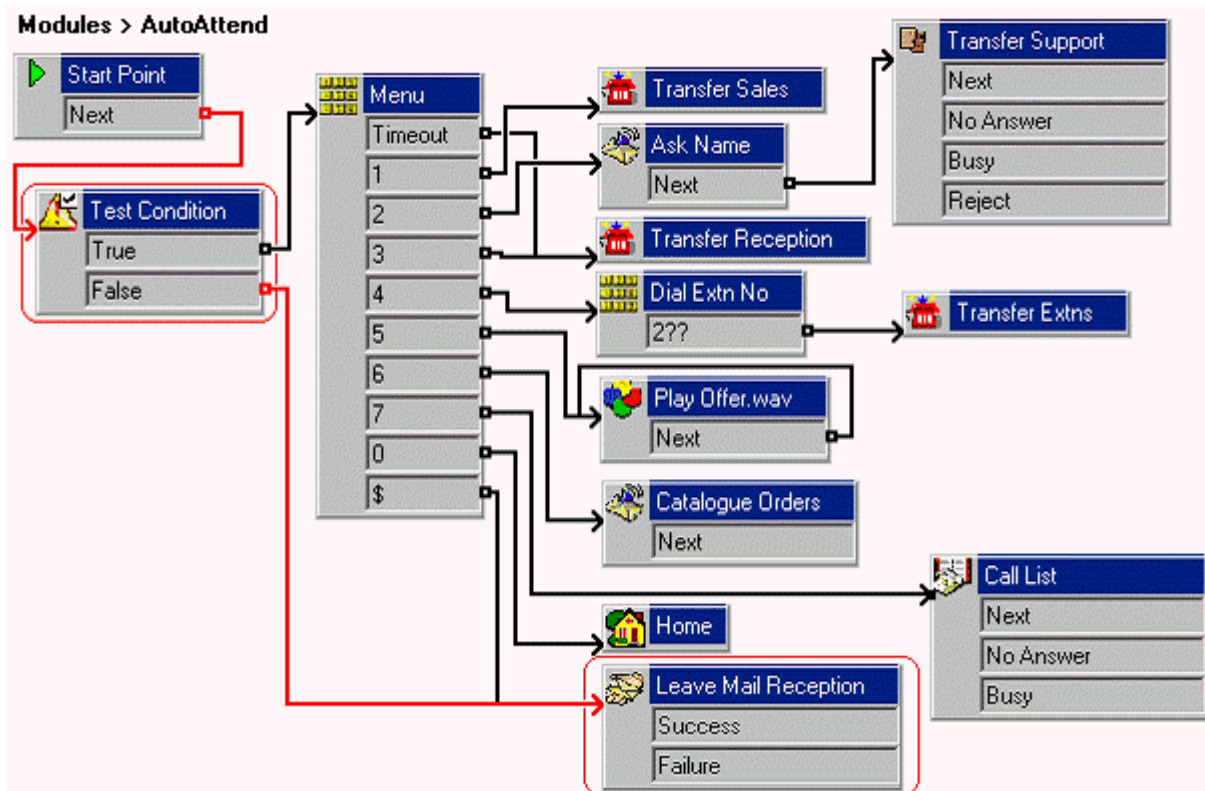 Modules > AutoAttend
Start Point
Next
Test Condition
True
False
Menu
Timeout
1
2
3
4
5
6
7
0
$
Transfer Sales
Ask Name
Next
Transfer Reception
Dial Extn No
2??
Play Offer.wav
Next
Catalogue Orders
Next
Home
Leave Mail Reception
Success
Failure
Transfer Support
Next
No Answer
Busy
Reject
Transfer Extns
Call List
Next
No Answer
Busy